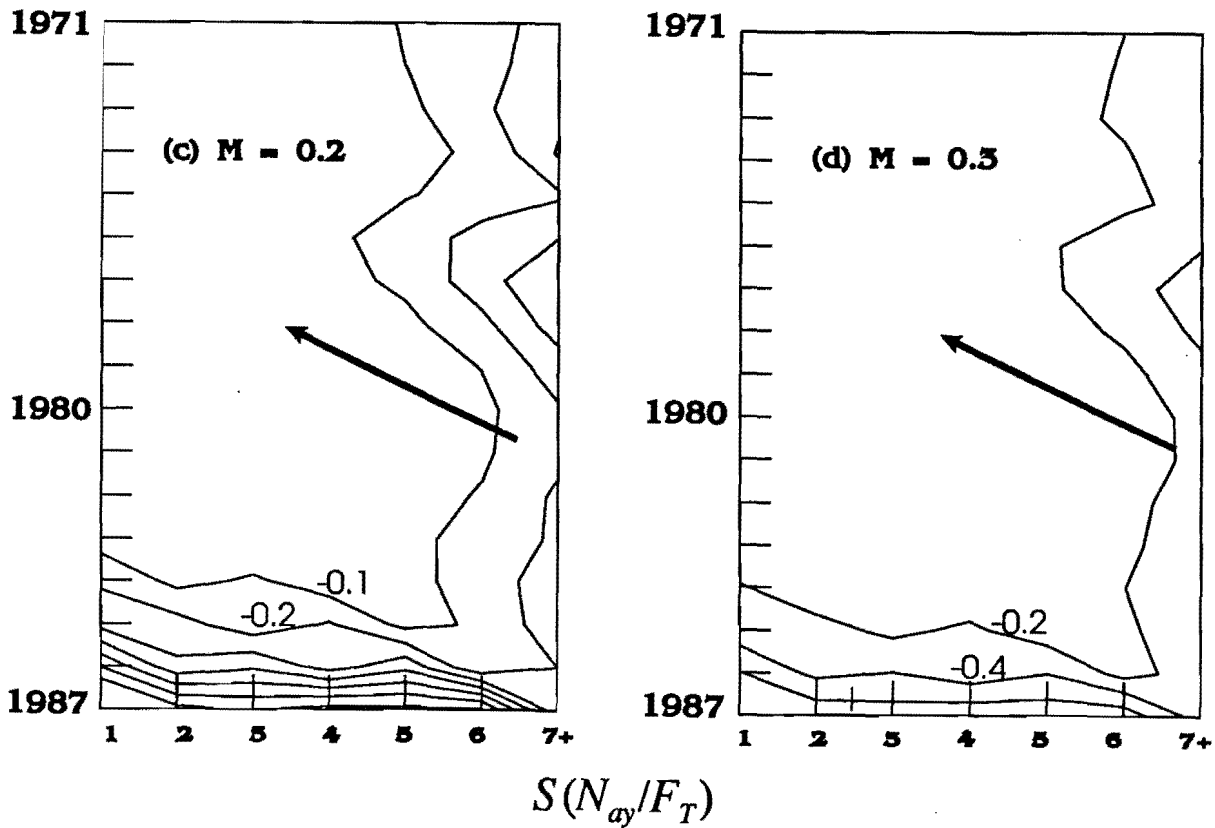 1971
(c) M = 0.2
1980
-0.1
-0.2
1987
1 2 3 4 5 6 7+
1971
(d) M = 0.3
1980
-0.2
-0.4
1987
1 2 3 4 5 6 7+
S(N_ay/F_T)